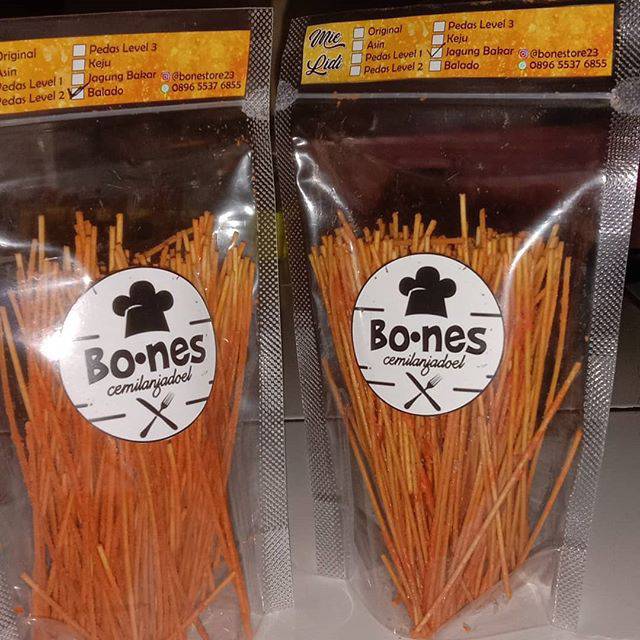 Original
Asin
Pedas Level 1
Pedas Level 2
Pedas Level 3
Keju
Jagung Bakar
Balado
@bonestore23
0896 5537 6855
Bo•nes
cemilanjadoel
Mie
Lidi
Original
Asin
Pedas Level 1
Pedas Level 2
Pedas Level 3
Keju
Jagung Bakar
Balado
@bonestore23
0896 5537 6855
Bo•nes
cemilanjadoel